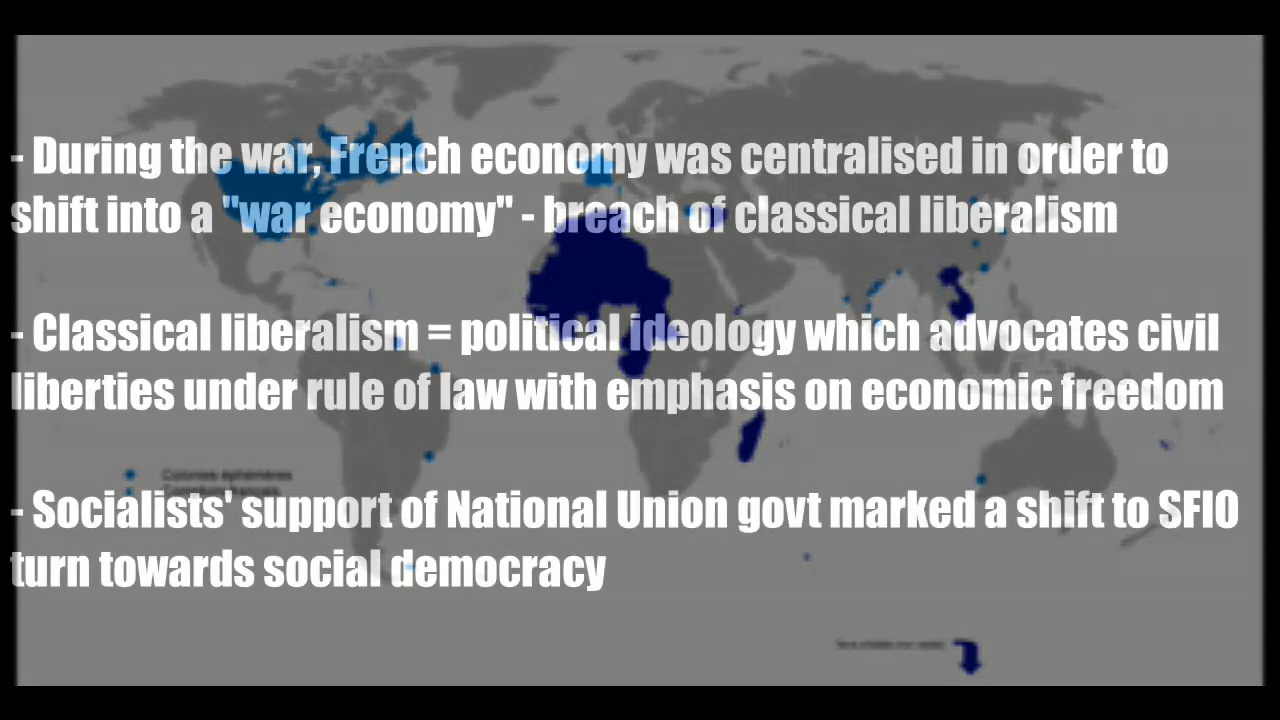 - During the war, French economy was centralised in order to
shift into a "war economy" - breach of classical liberalism
- Classical liberalism = political ideology which advocates civil
liberties under rule of law with emphasis on economic freedom
- Socialists' support of National Union govt marked a shift to SFIO
turn towards social democracy
Colonies éphémères